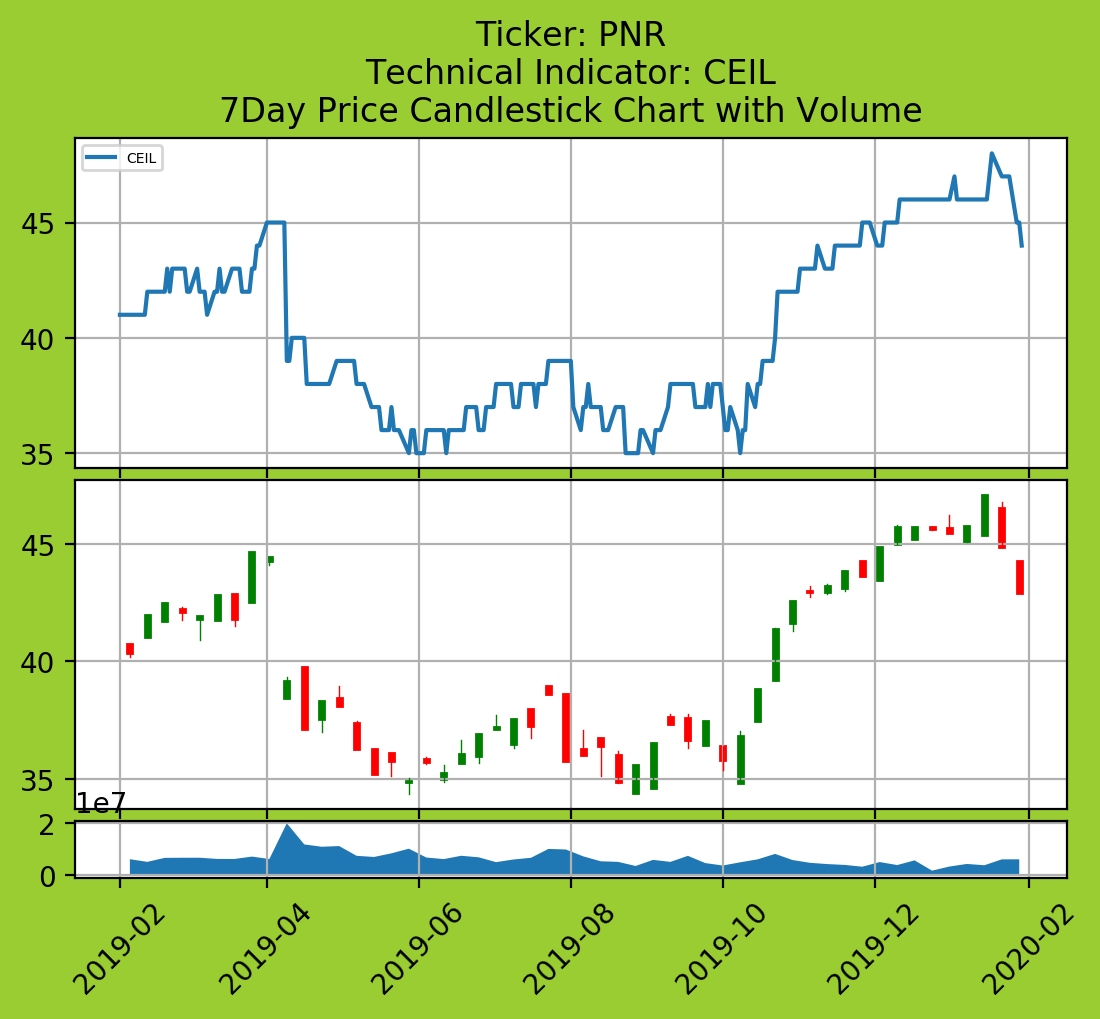 Ticker: PNR
Technical Indicator: CEIL
7Day Price Candlestick Chart with Volume
CEIL
45
40
35
45
40
35
1e7
2
0
2019-02 2019-04 2019-06 2019-08 2019-10 2019-12 2020-02